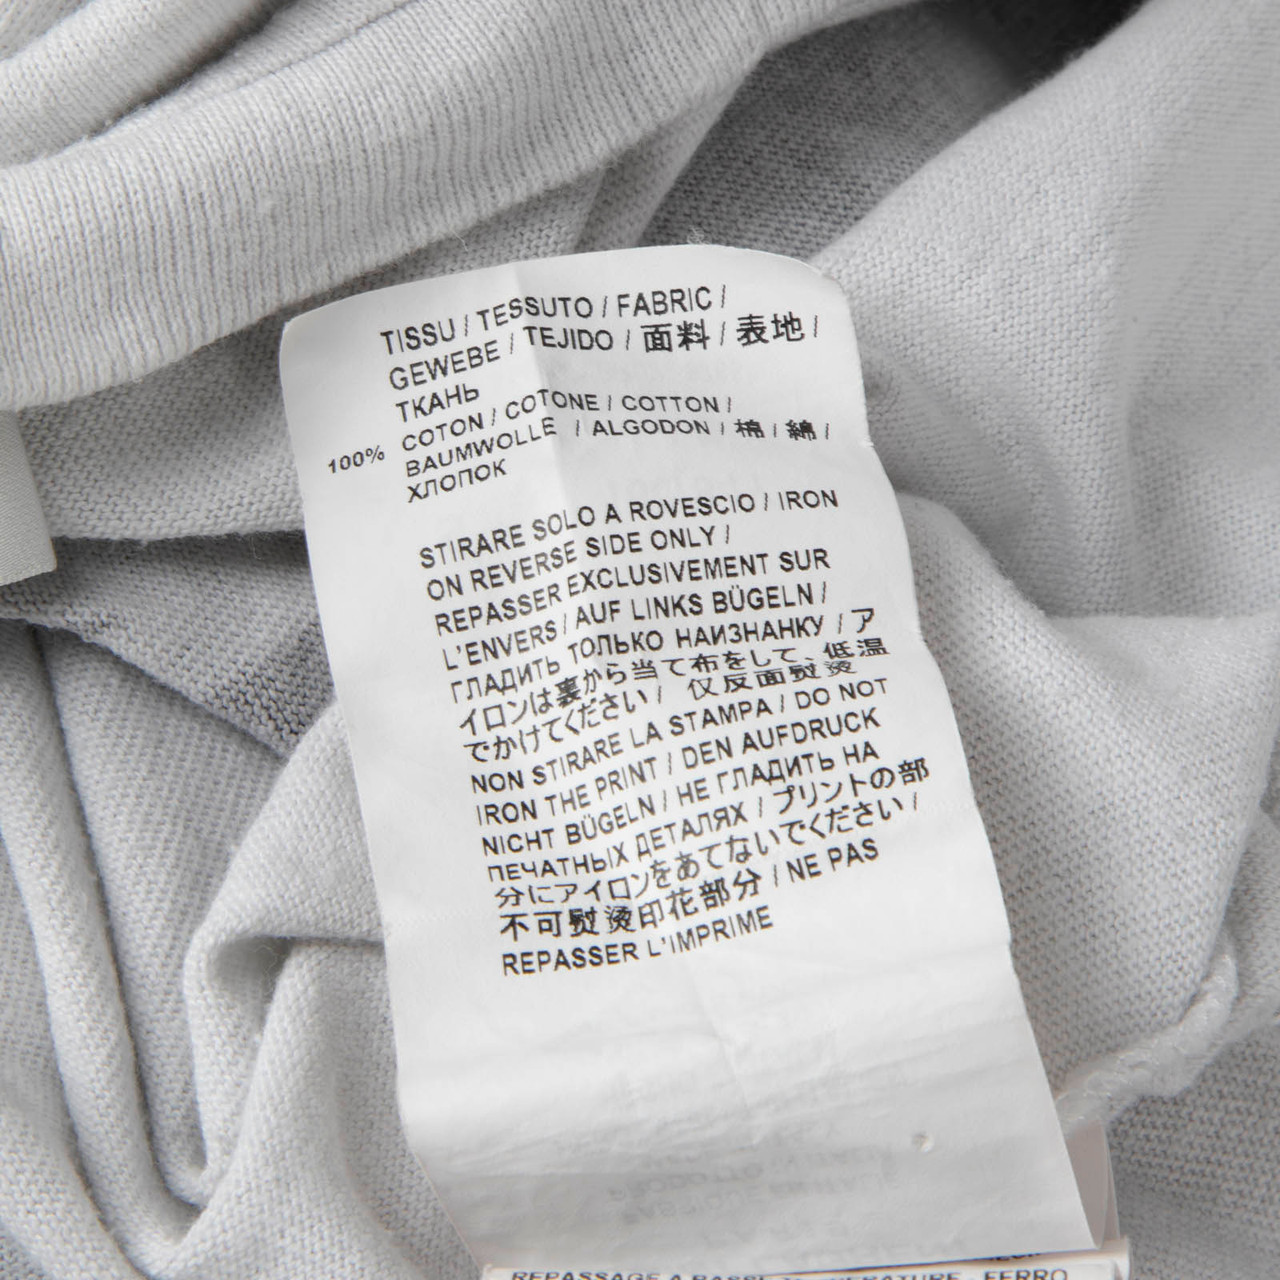 TISSU / TESSUTO / FABRIC /
GEWEBE / TEJIDO / 面料 / 表地 /
ТКАНЬ
100% COTON / COTONE / COTTON /
BAUMWOLLE / ALGODON / 棉 / 綿 /
ХЛОПОК
STIRARE SOLO A ROVESCIO / IRON
ON REVERSE SIDE ONLY /
REPASSER EXCLUSIVEMENT SUR
L'ENVERS / AUF LINKS BÜGELN /
ГЛАДИТЬ ТОЛЬКО НАИЗНАНКУ / ア
イロンは裏から当て布をして、低温
でかけてください / 仅反面熨烫
NON STIRARE LA STAMPA / DO NOT
IRON THE PRINT / DEN AUFDRUCK
NICHT BÜGELN / НЕ ГЛАДИТЬ НА
ПЕЧАТНЫХ ДЕТАЛЯХ / プリントの部
分にアイロンをあてないでください /
不可熨烫印花部分 / NE PAS
REPASSER L'IMPRIME
REPASSAGE A BASSE TEMPERATURE - FERRO